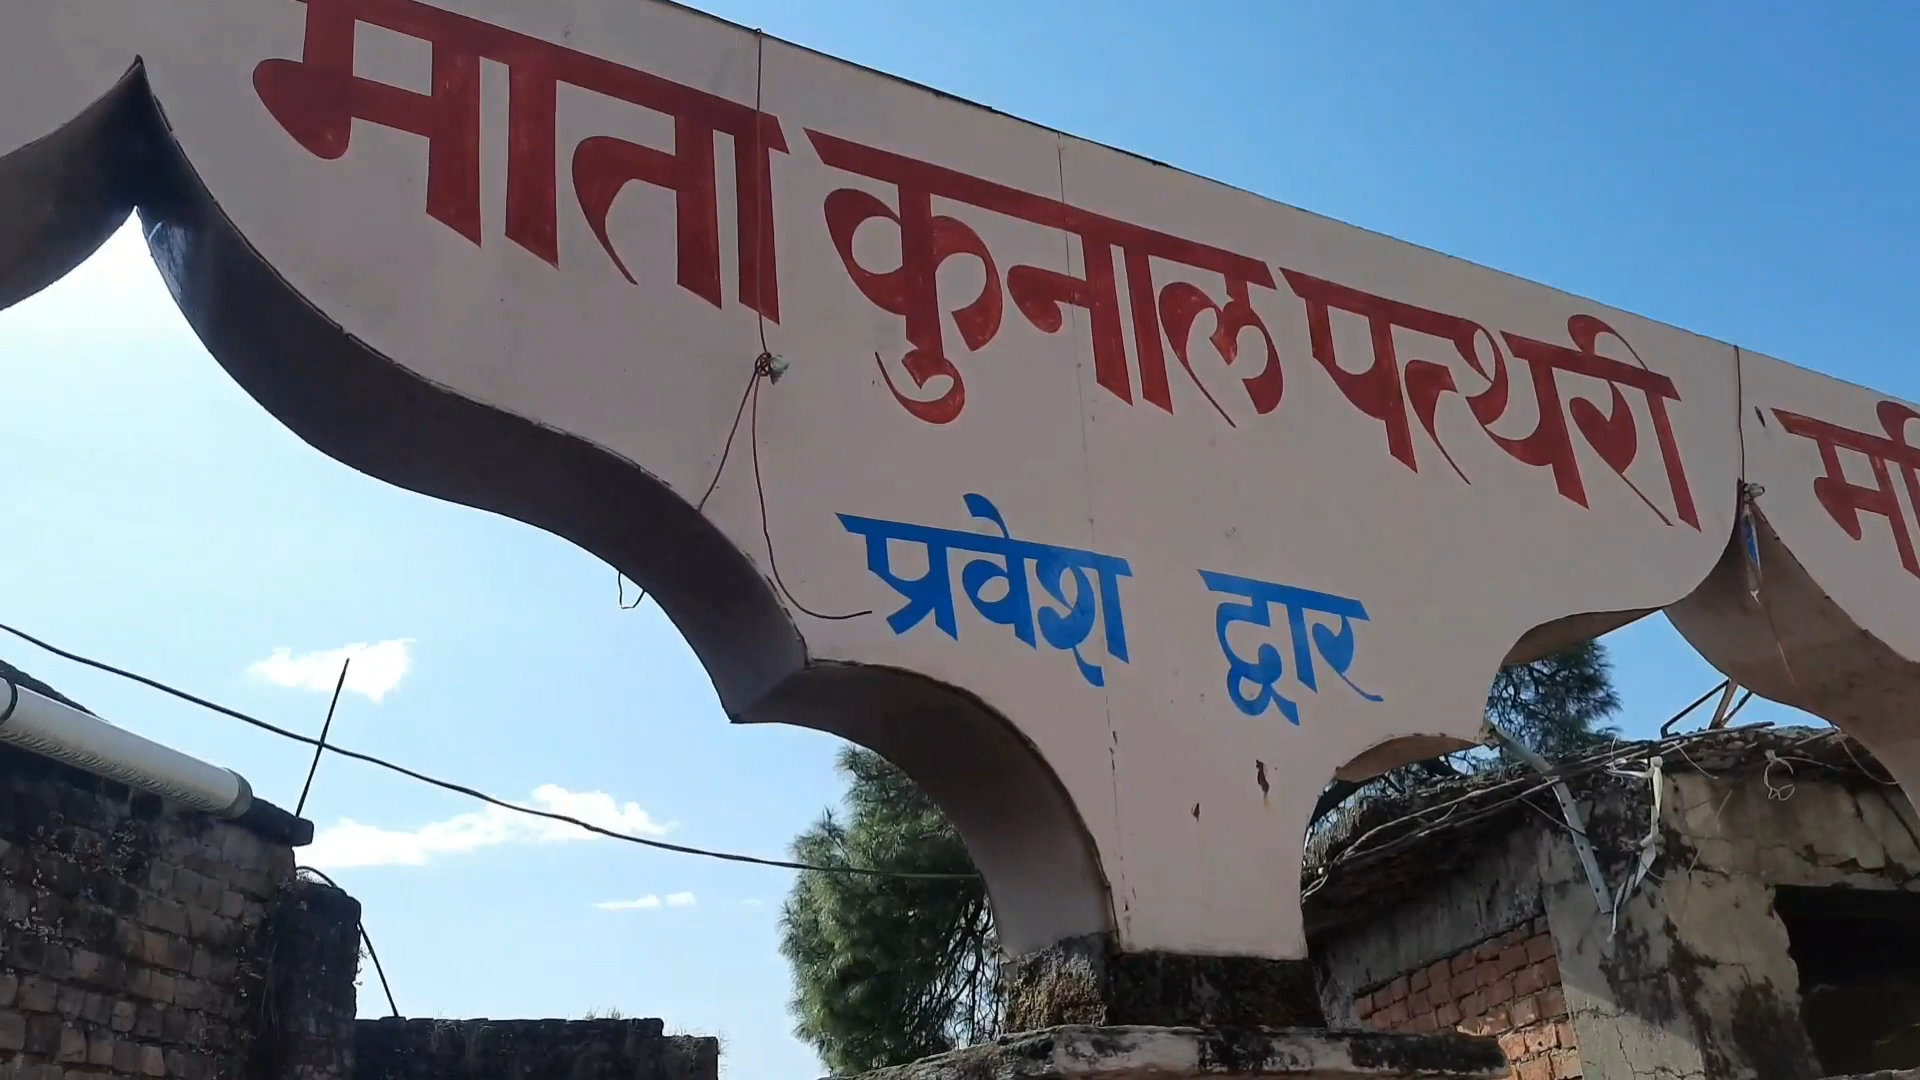 माता कुनाल पत्थरी
प्रवेश द्वार